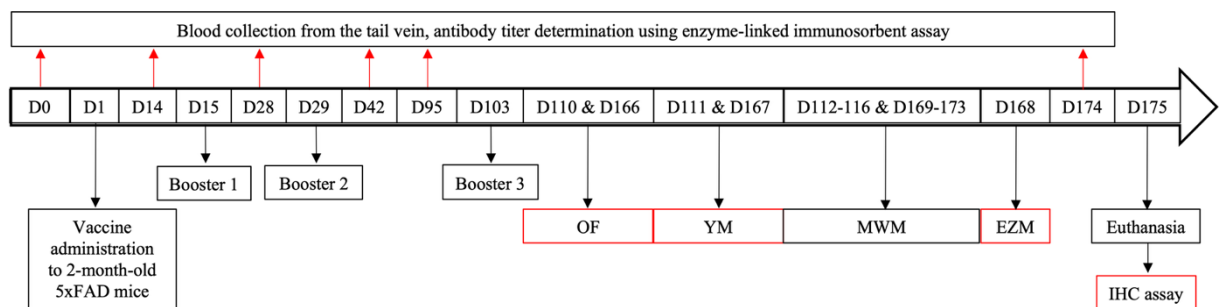 Blood collection from the tail vein, antibody titer determination using enzyme-linked immunosorbent assay
D0 D1 D14 D15 D28 D29 D42 D95 D103 D110 & D166 D111 & D167 D112-116 & D169-173 D168 D174 D175
Booster 1 Booster 2 Booster 3
Vaccine
administration
to 2-month-old
5xFAD mice
OF YM MWM EZM Euthanasia
IHC assay